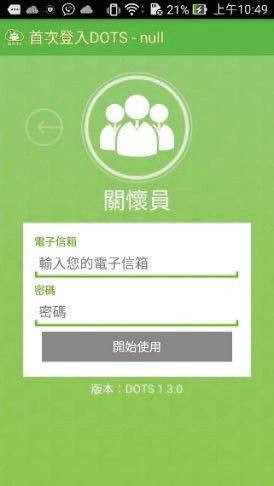 21% 上午10:49
首次登入DOTS - null
關懷員
電子信箱
輸入您的電子信箱
密碼
密碼
開始使用
版本：DOTS 1.3.0